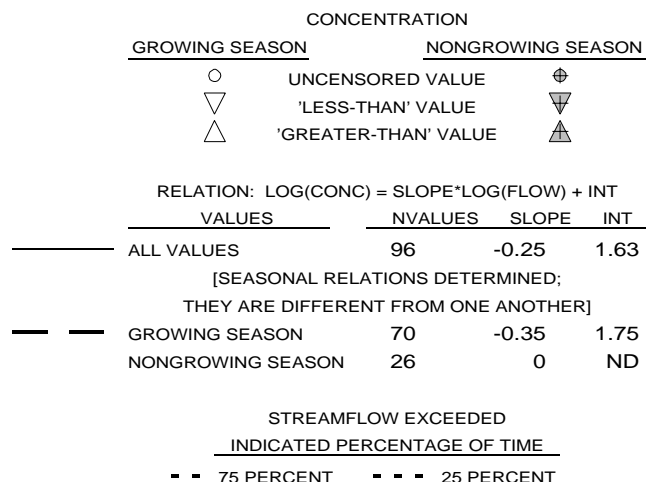 CONCENTRATION
GROWING SEASON NONGROWING SEASON
UNCENSORED VALUE
'LESS-THAN' VALUE
'GREATER-THAN' VALUE
RELATION: LOG(CONC) = SLOPE*LOG(FLOW) + INT
VALUES NVALUES SLOPE INT
ALL VALUES 96 -0.25 1.63
[SEASONAL RELATIONS DETERMINED;
THEY ARE DIFFERENT FROM ONE ANOTHER]
GROWING SEASON 70 -0.35 1.75
NONGROWING SEASON 26 0 ND
STREAMFLOW EXCEEDED
INDICATED PERCENTAGE OF TIME
75 PERCENT 25 PERCENT